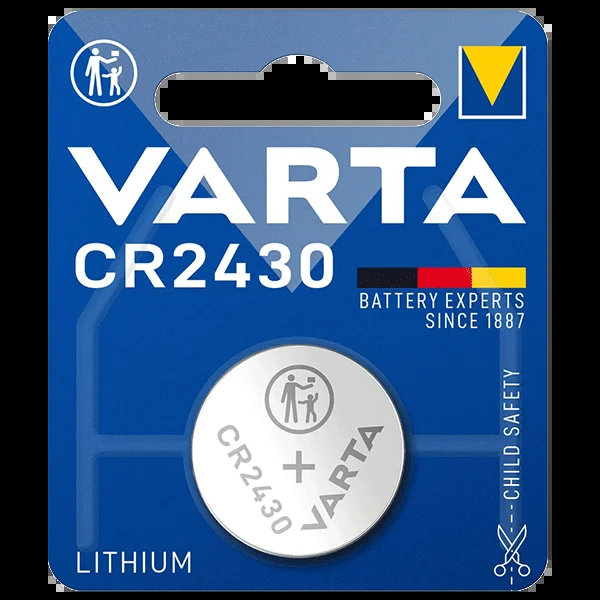 VARTA
CR2430
BATTERY EXPERTS
SINCE 1887
CR2430
+
VARTA
CHILD SAFETY
LITHIUM